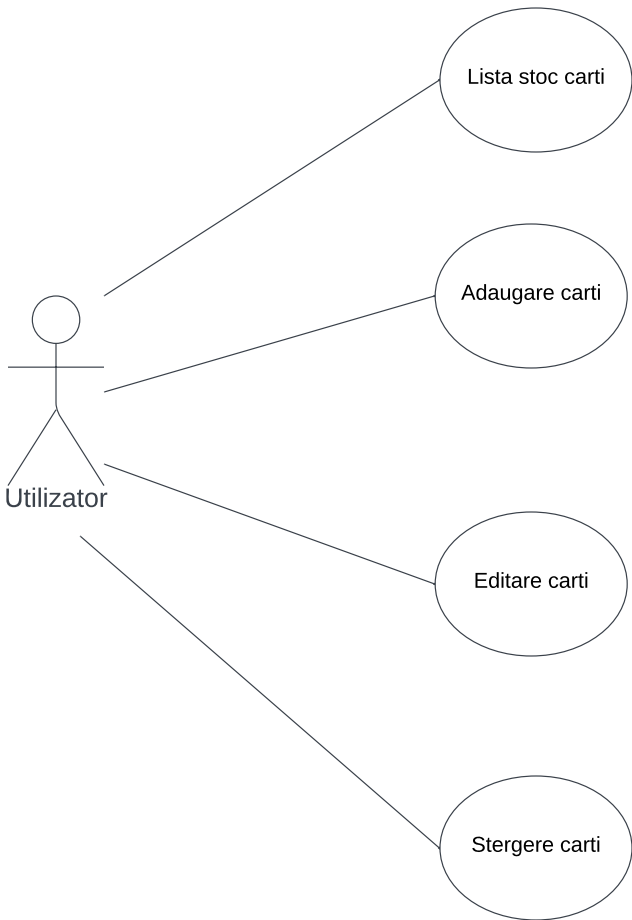 Lista stoc carti
Adaugare carti
Utilizator
Editare carti
Stergere carti